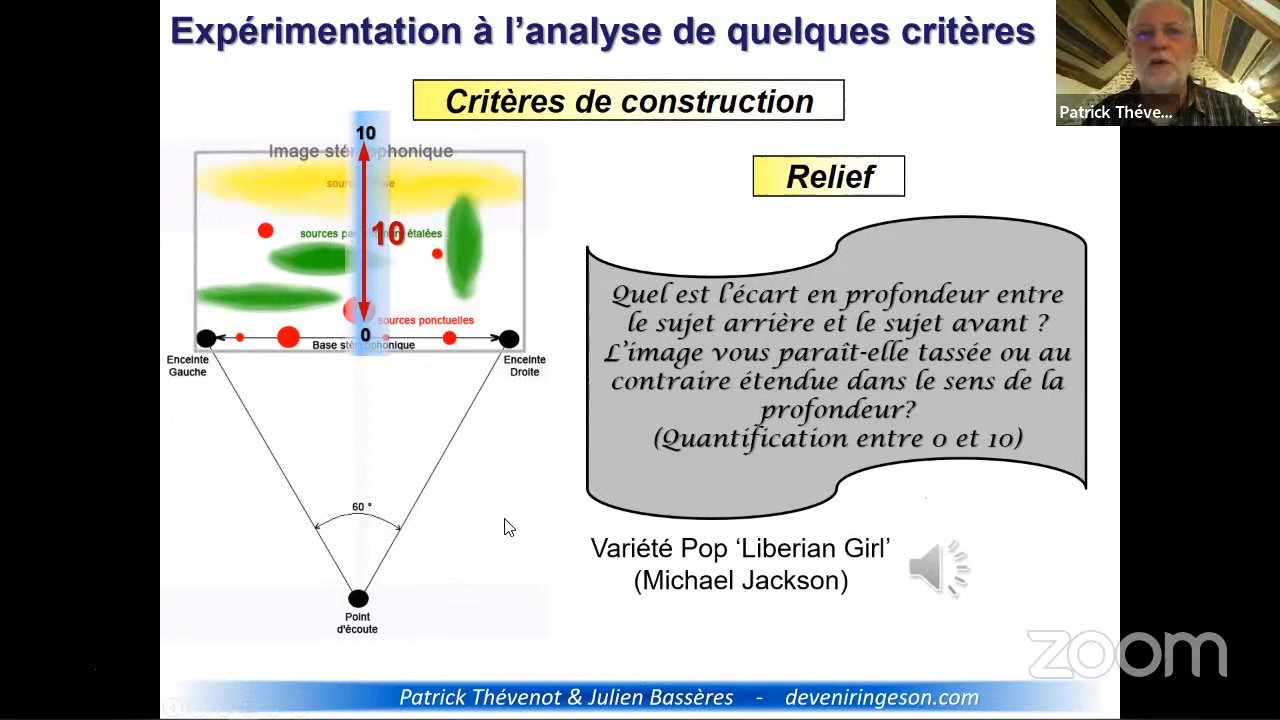 Expérimentation à l’analyse de quelques critères
Critères de construction
Patrick Théve...
10
Image stéréophonique
Relief
10
sources ponctuelles
0
Base stéréophonique
Enceinte
Gauche
Enceinte
Droite
60 °
Point
d'écoute
Quel est l’écart en profondeur entre
le sujet arrière et le sujet avant ?
L’image vous paraît-elle tassée ou au
contraire étendue dans le sens de la
profondeur?
(Quantification entre 0 et 10)
Variété Pop ‘Liberian Girl’
(Michael Jackson)
zoom
Patrick Thévenot & Julien Bassères - deveniringeson.com